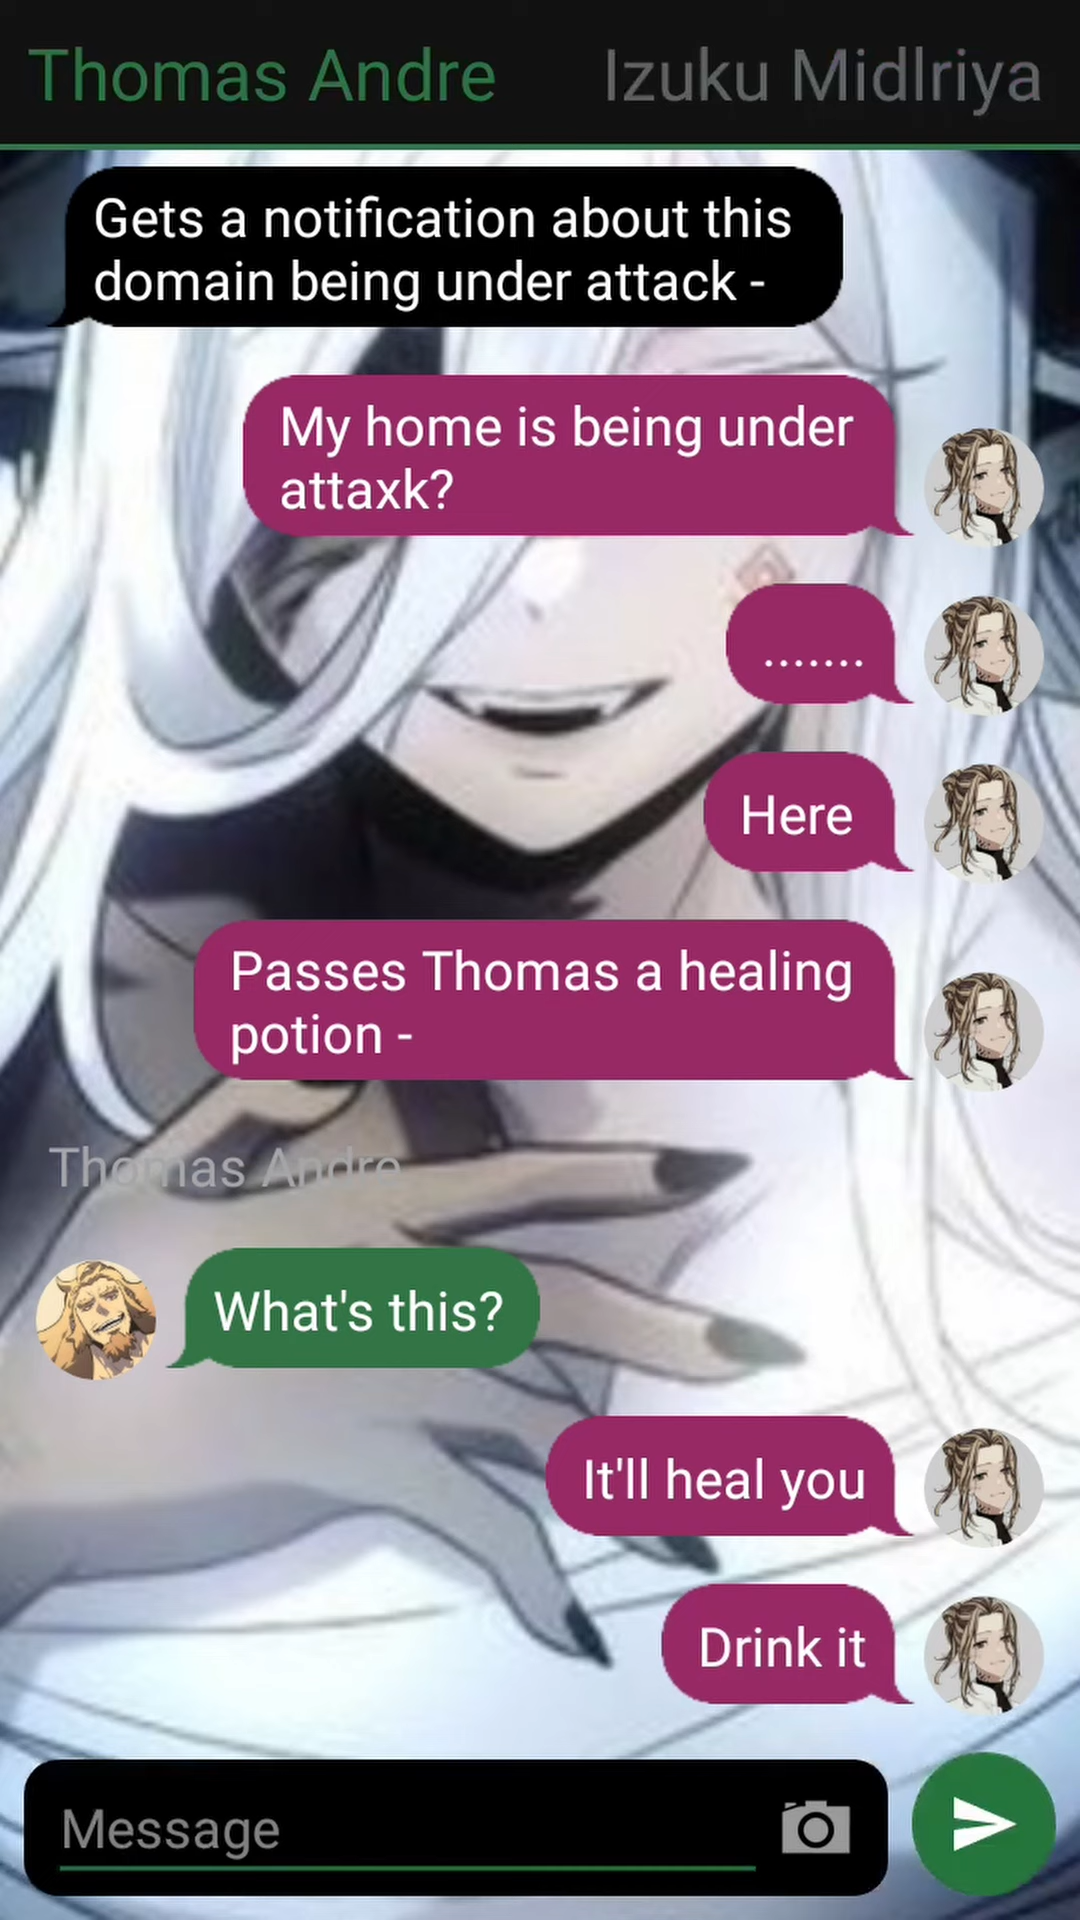 Thomas Andre
Izuku Midlriya
Gets a notification about this
domain being under attack -
My home is being under
attaxk?
.......
Here
Passes Thomas a healing
potion -
Thomas Andre
What's this?
It'll heal you
Drink it
Message